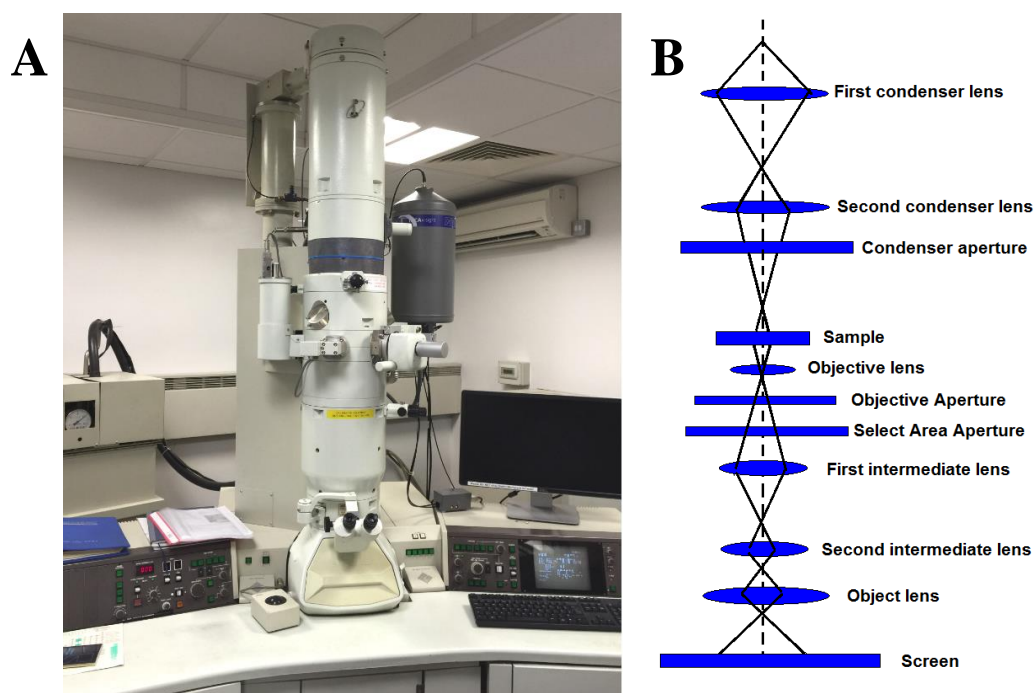 A
B
First condenser lens
Second condenser lens
Condenser aperture
Sample
Objective lens
Objective Aperture
Select Area Aperture
First intermediate lens
Second intermediate lens
Object lens
Screen